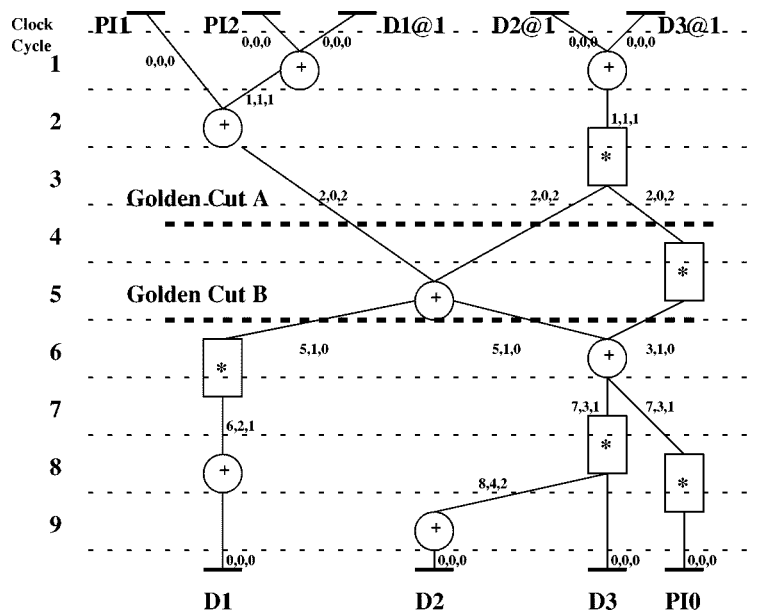 Clock
Cycle
PI1 PI2 D1@1 D2@1 D3@1
0,0,0 0,0,0 0,0,0 0,0,0
1 0,0,0 + +
1,1,1
2 + 1,1,1
*
3
Golden Cut A 2,0,2 2,0,2 2,0,2
4
*
5 Golden Cut B +
6 5,1,0 5,1,0 + 3,1,0
*
7 7,3,1 7,3,1
6,2,1 *
8 + *
8,4,2
9 +
0,0,0 0,0,0 0,0,0 0,0,0
D1 D2 D3 PI0